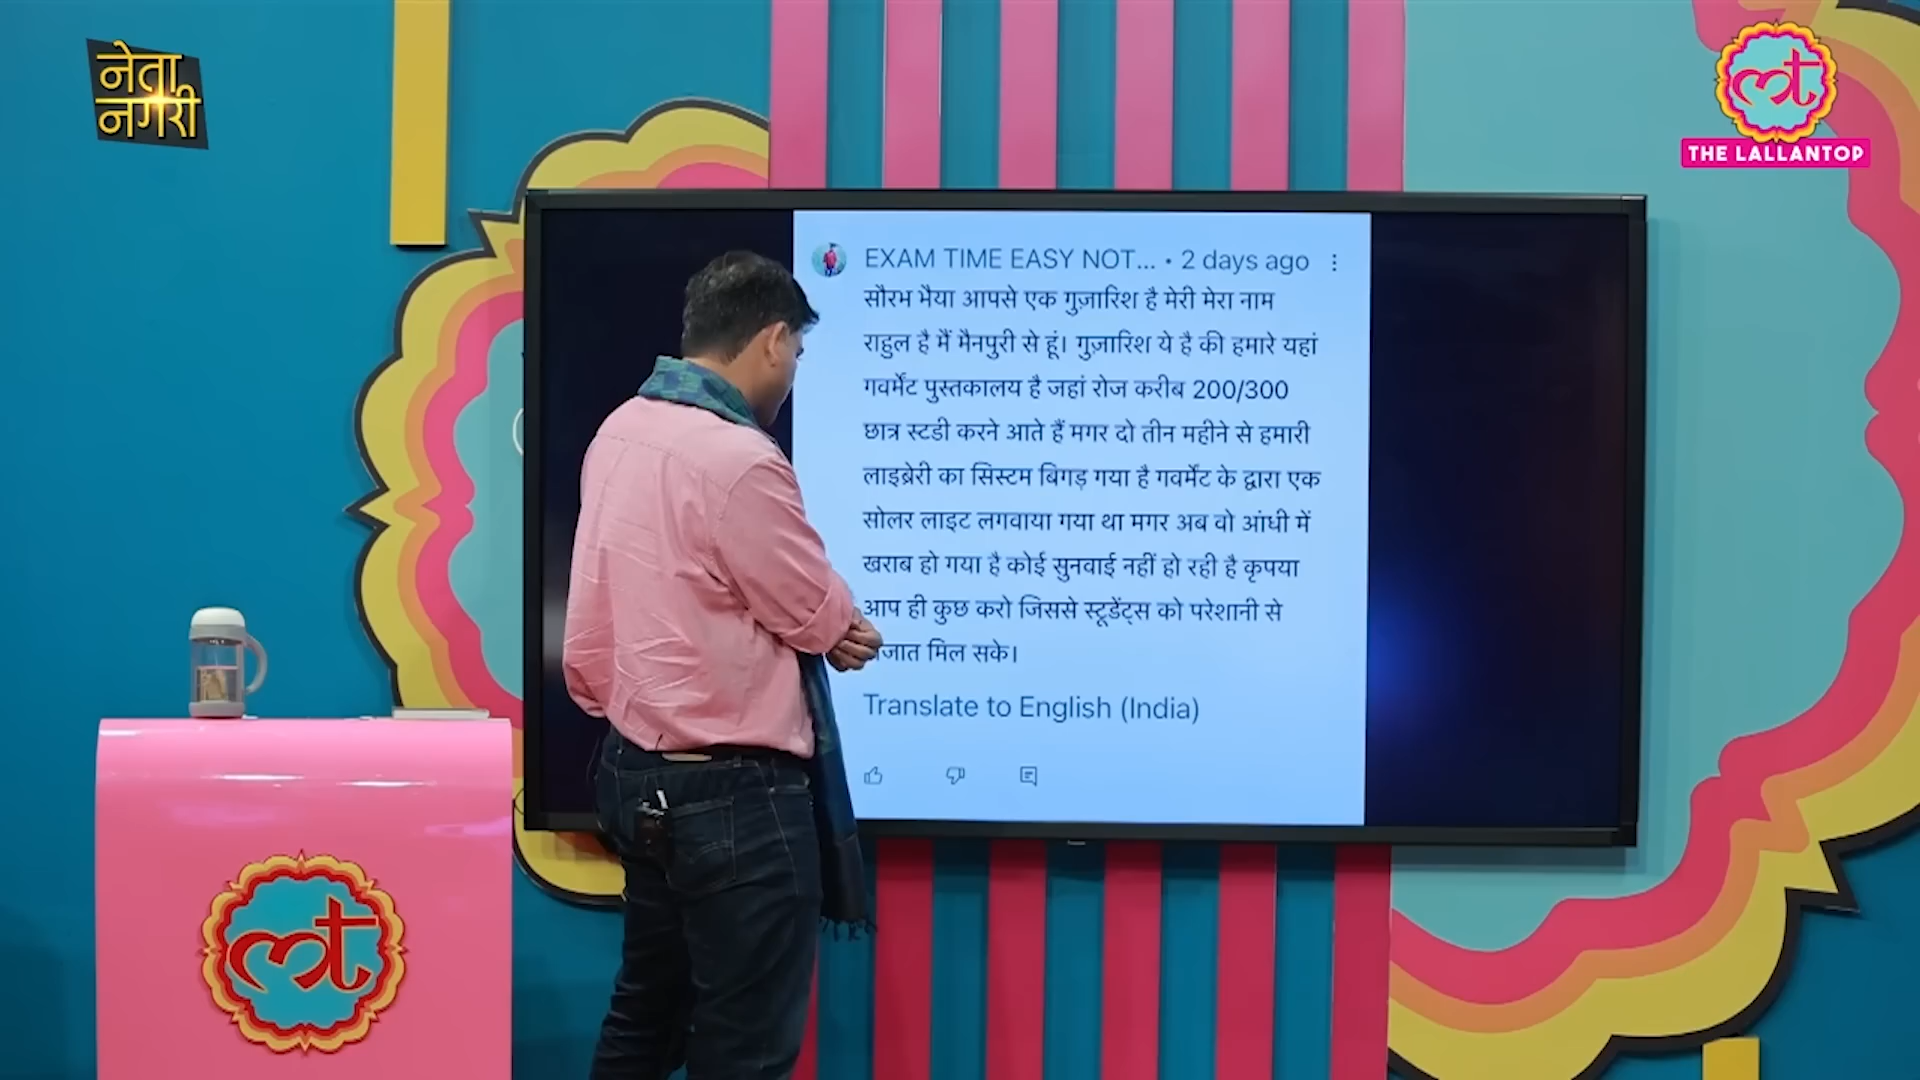 नेता
नगरी
mt
THE LALLANTOP
EXAM TIME EASY NOT... • 2 days ago
सौरभ भैया आपसे एक गुज़ारिश है मेरी मेरा नाम
राहुल है मैं मैनपुरी से हूं। गुज़ारिश ये है की हमारे यहां
गवर्मेंट पुस्तकालय है जहां रोज करीब 200/300
छात्र स्टडी करने आते हैं मगर दो तीन महीने से हमारी
लाइब्रेरी का सिस्टम बिगड़ गया है गवर्मेंट के द्वारा एक
सोलर लाइट लगवाया गया था मगर अब वो आंधी में
खराब हो गया है कोई सुनवाई नहीं हो रही है कृपया
आप ही कुछ करो जिससे स्टूडेंट्स को परेशानी से
मिल सके।
Translate to English (India)
mt